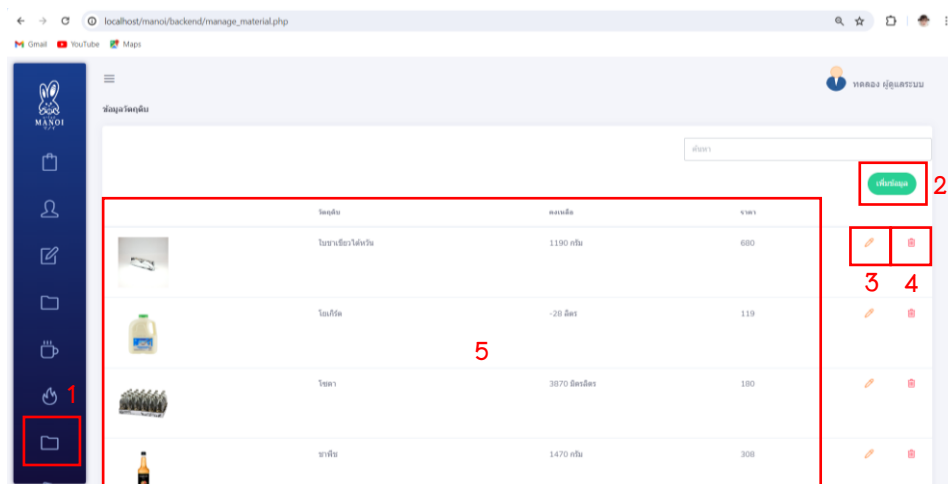 localhost/manoi/backend/manage_material.php
Gmail YouTube Maps
MANOI
ทดลอง ผู้ดูแลระบบ
ข้อมูลวัตถุดิบ
ค้นหา
เพิ่มข้อมูล
2
วัตถุดิบ คงเหลือ ราคา
ใบชาเขียวไต้หวัน 1190 กรัม 680
3 4
โยเกิร์ต -28 ลิตร 119
5
โซดา 3870 มิลรลิตร 180
1
ชาพีช 1470 กรัม 308